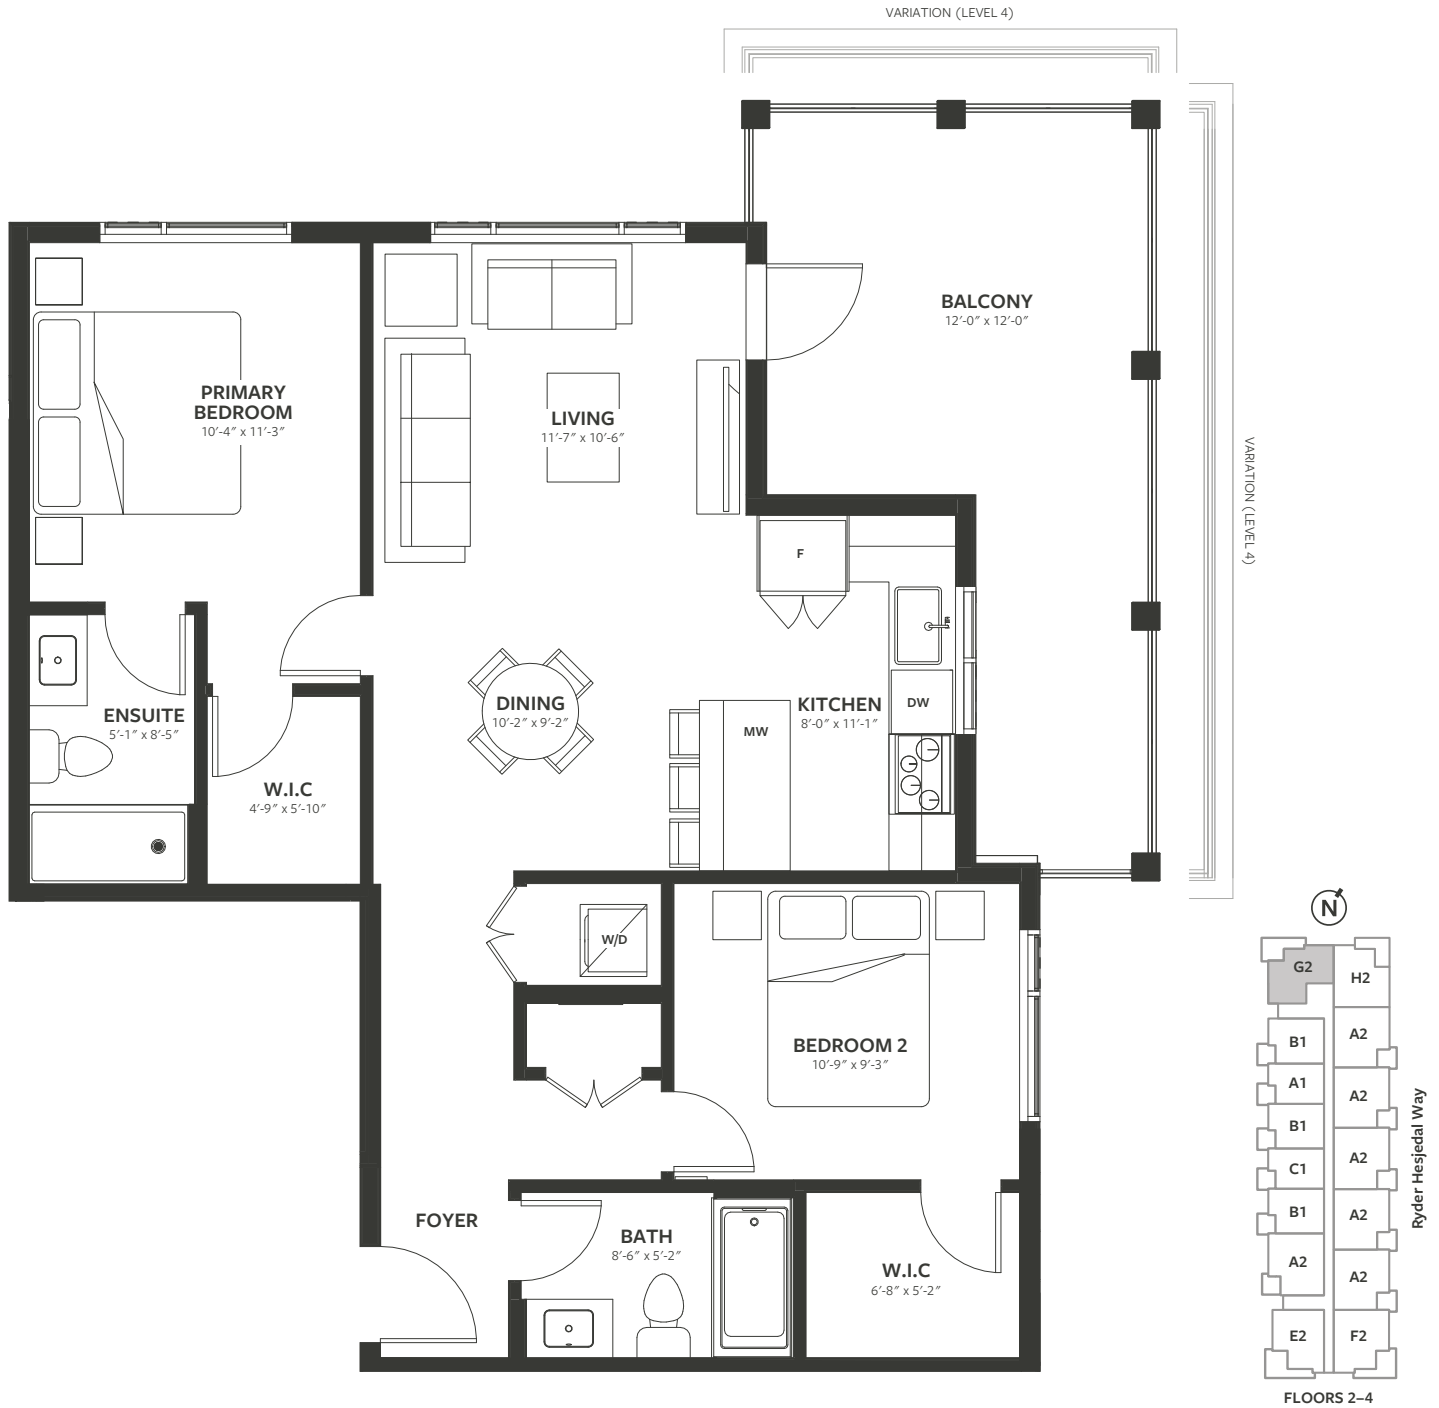 VARIATION (LEVEL 4)
BALCONY
12′-0″ x 12′-0″
PRIMARY
BEDROOM
10′-4″ x 11′-3″
LIVING
11′-7″ x 10′-6″
VARIATION (LEVEL 4)
F
DINING
10′-2″ x 9′-2″
KITCHEN
8′-0″ x 11′-1″
DW
MW
ENSUITE
5′-1″ x 8′-5″
W.I.C
4′-9″ x 5′-10″
W/D
BEDROOM 2
10′-9″ x 9′-3″
FOYER
BATH
8′-6″ x 5′-2″
W.I.C
6′-8″ x 5′-2″
N
G2
H2
B1
A2
A1
A2
B1
C1
A2
B1
A2
A2
A2
E2
F2
Ryder Hesjedal Way
FLOORS 2–4